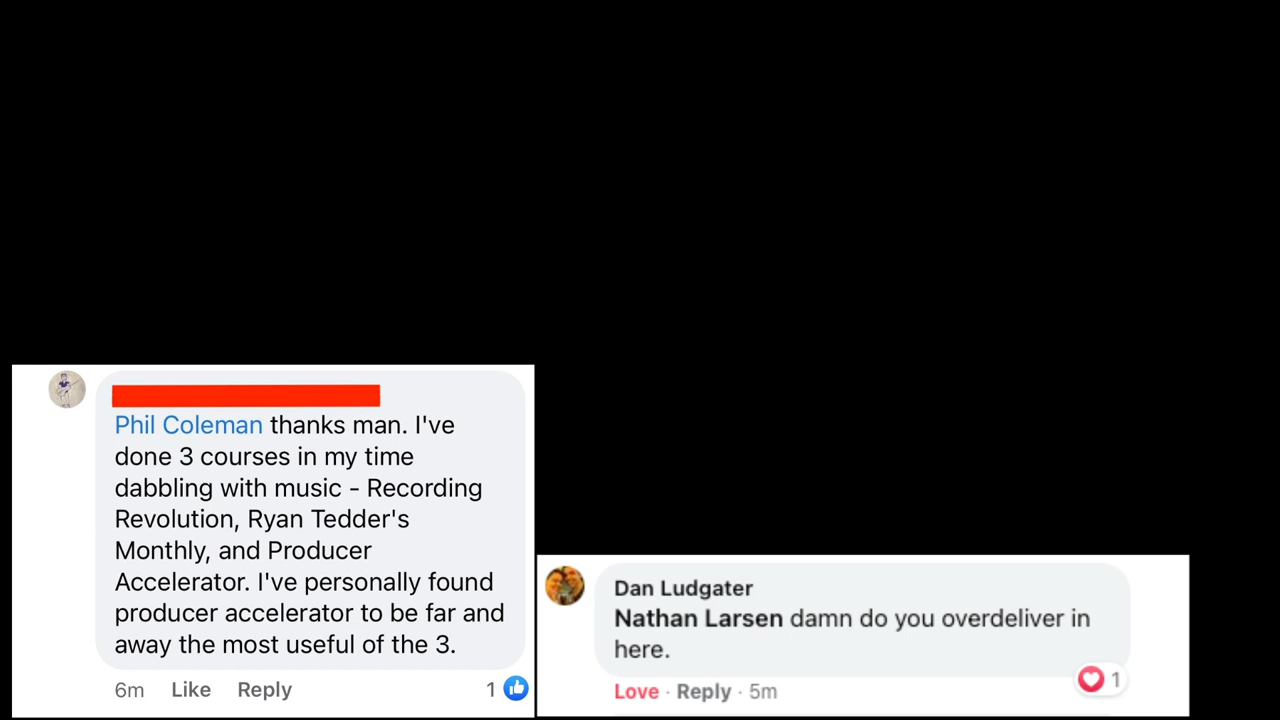 Phil Coleman thanks man. I've
done 3 courses in my time
dabbling with music - Recording
Revolution, Ryan Tedder's
Monthly, and Producer
Accelerator. I've personally found
producer accelerator to be far and
away the most useful of the 3.
6m Like Reply 1
Dan Ludgater
Nathan Larsen damn do you overdeliver in
here.
Love · Reply · 5m 1